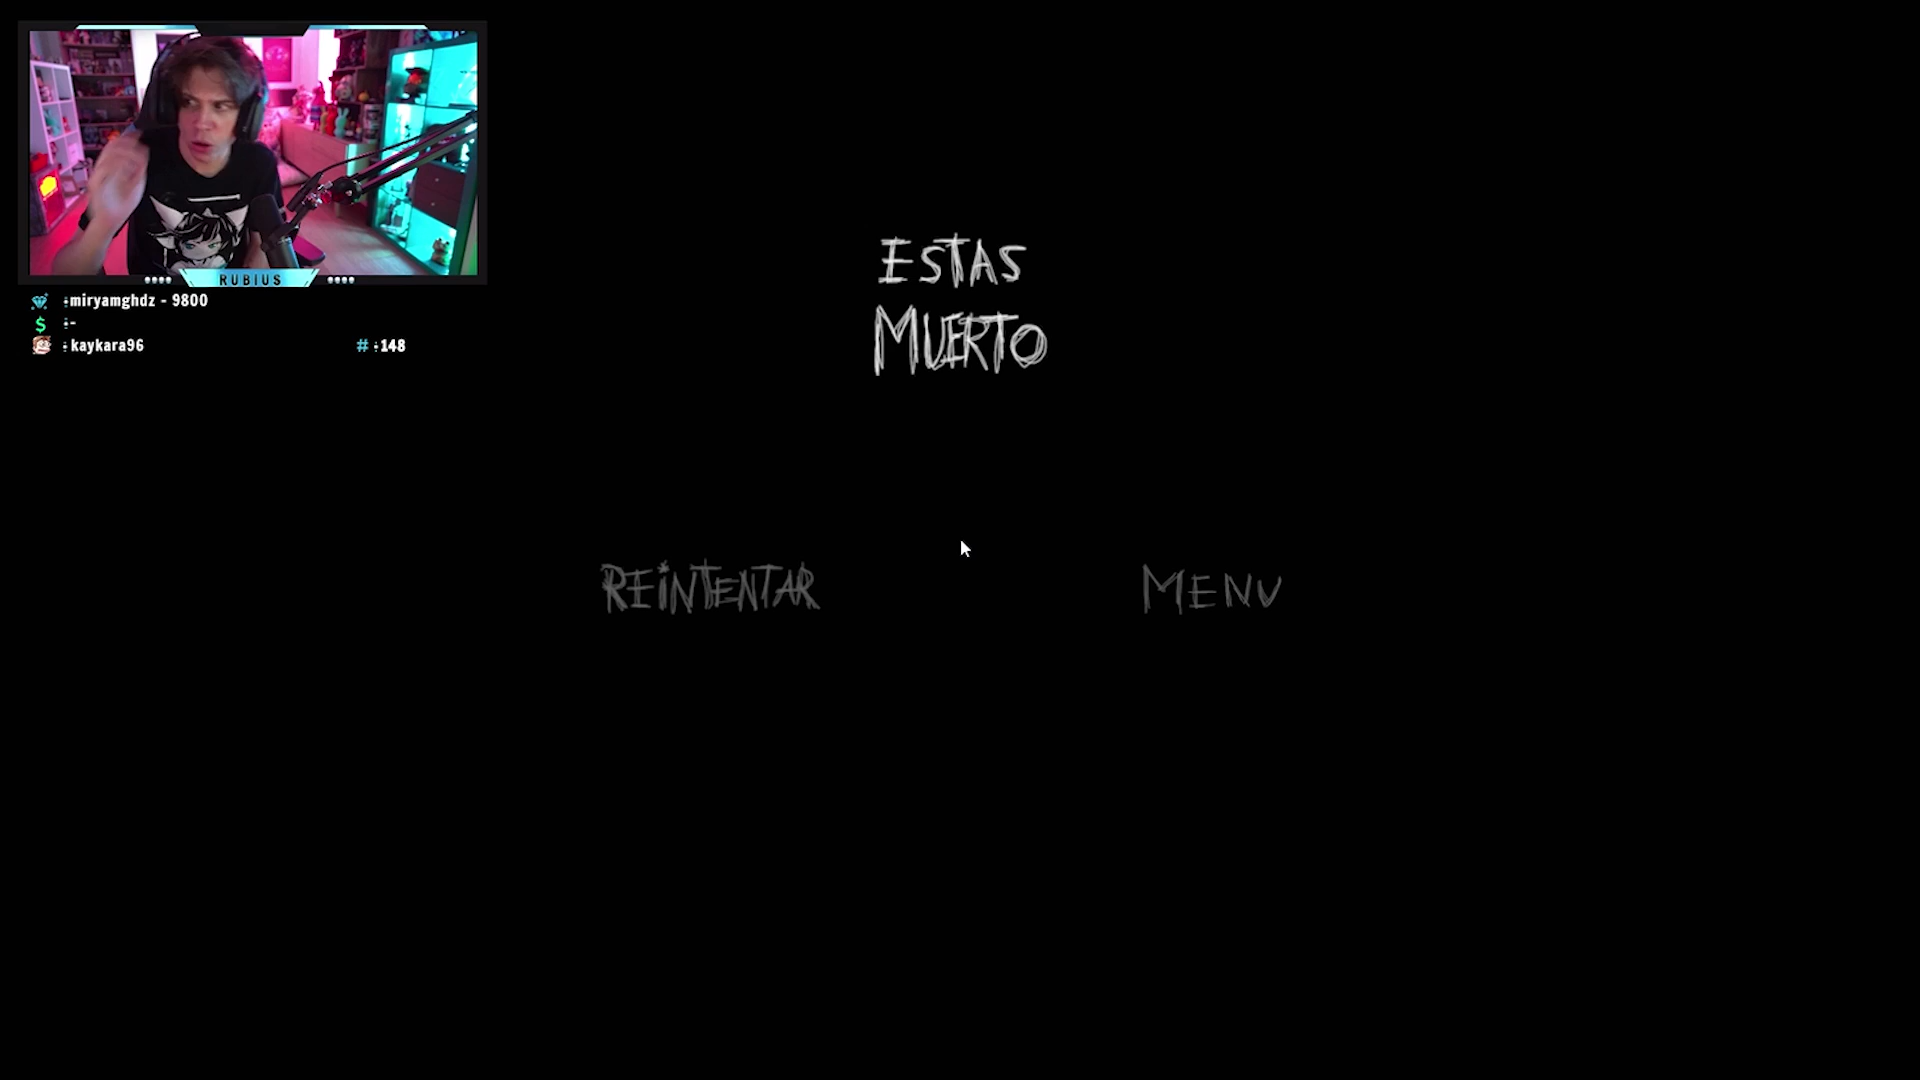 RUBIUS
:miryamghdz - 9800
$ :-
:kaykara96 # :148
ESTAS
MUERTO
REiNTENTAR
MENU